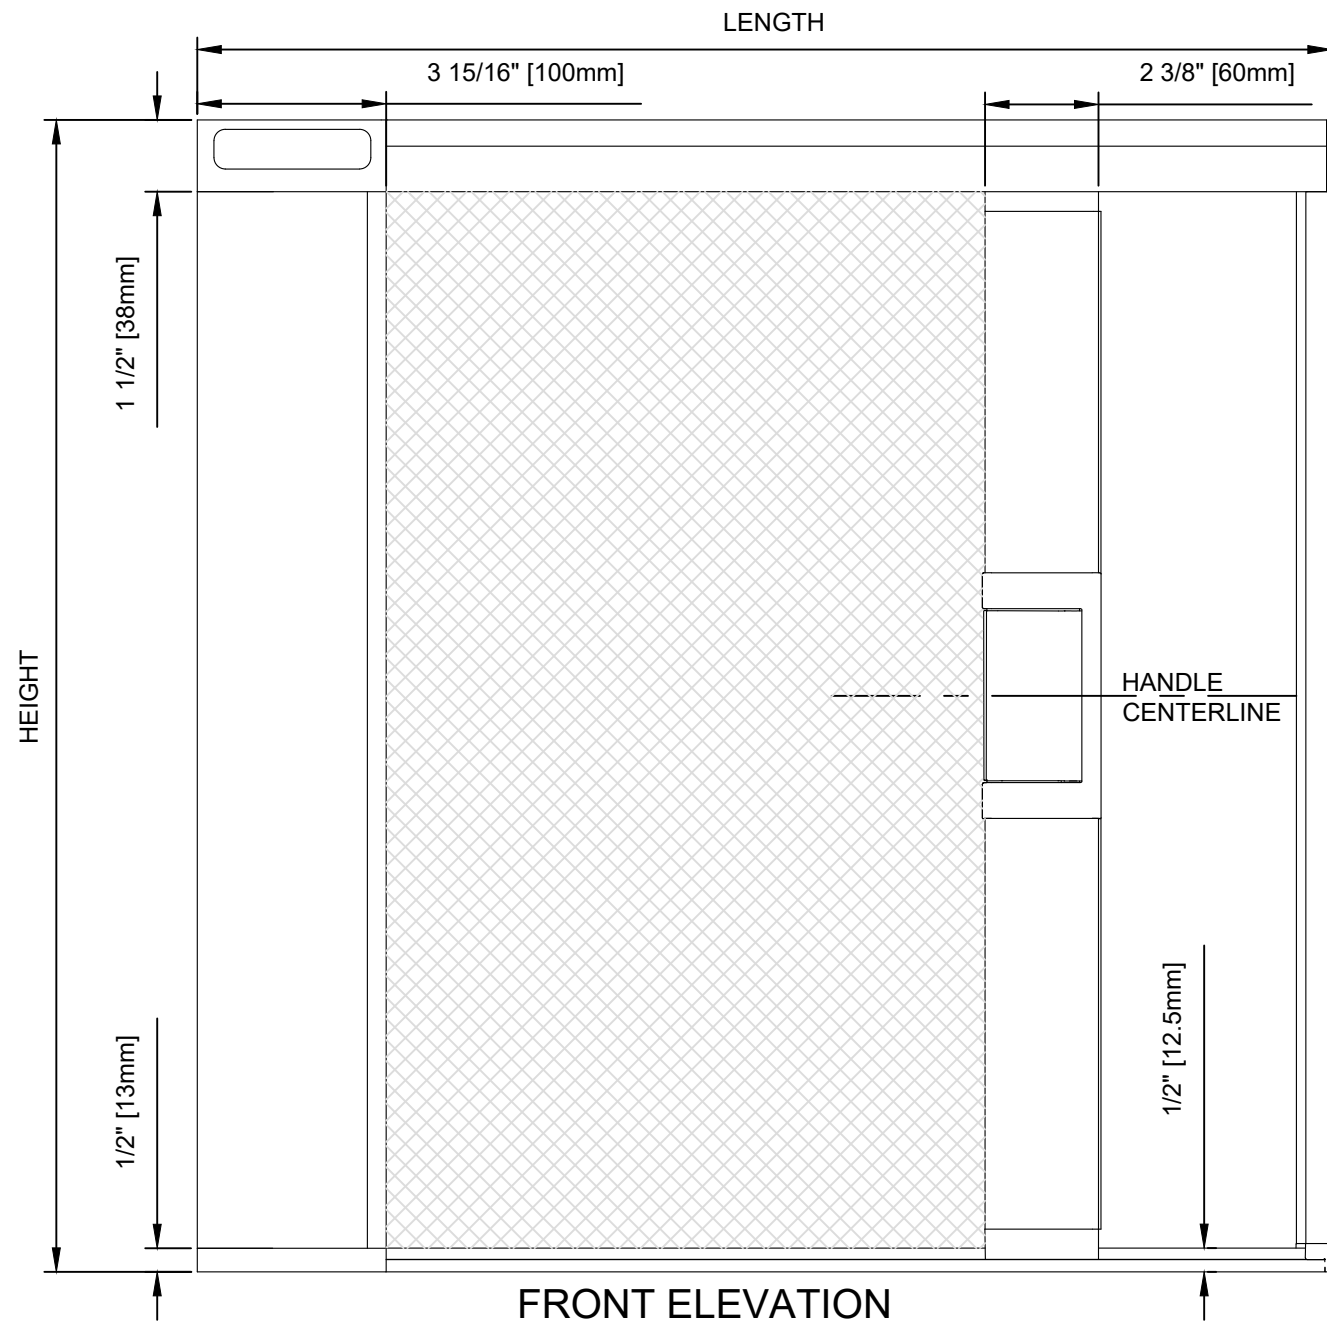 LENGTH
3 15/16" [100mm]
2 3/8" [60mm]
1 1/2" [38mm]
HEIGHT
HANDLE
CENTERLINE
1/2" [13mm]
1/2" [12.5mm]
FRONT ELEVATION